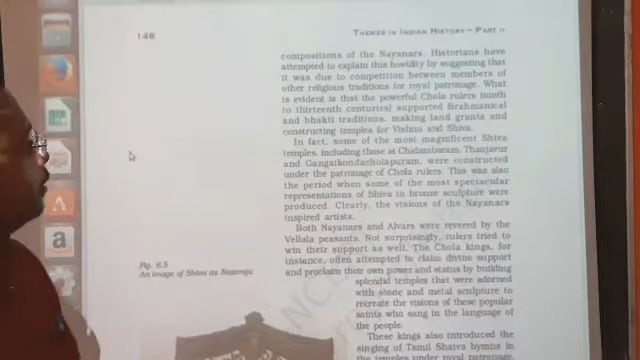 146
THEMES IN INDIAN HISTORY – PART II
compositions of the Nayanars. Historians have
attempted to explain this hostility by suggesting that
it was due to competition between members of
other religious traditions for royal patronage. What
is evident is that the powerful Chola rulers (ninth
to thirteenth centuries) supported Brahmanical
and bhakti traditions, making land grants and
constructing temples for Vishnu and Shiva.
In fact, some of the most magnificent Shiva
temples, including those at Chidambaram, Thanjavur
and Gangaikondacholapuram, were constructed
under the patronage of Chola rulers. This was also
the period when some of the most spectacular
representations of Shiva in bronze sculpture were
produced. Clearly, the visions of the Nayanars
inspired artists.
Both Nayanars and Alvars were revered by the
Vellala peasants. Not surprisingly, rulers tried to
win their support as well. The Chola kings, for
instance, often attempted to claim divine support
and proclaim their own power and status by building
splendid temples that were adorned
with stone and metal sculpture to
recreate the visions of these popular
saints who sang in the language of
the people.
These kings also introduced the
singing of Tamil Shaiva hymns in
the temples under royal patronage,
Fig. 6.5
An image of Shiva as Nataraja